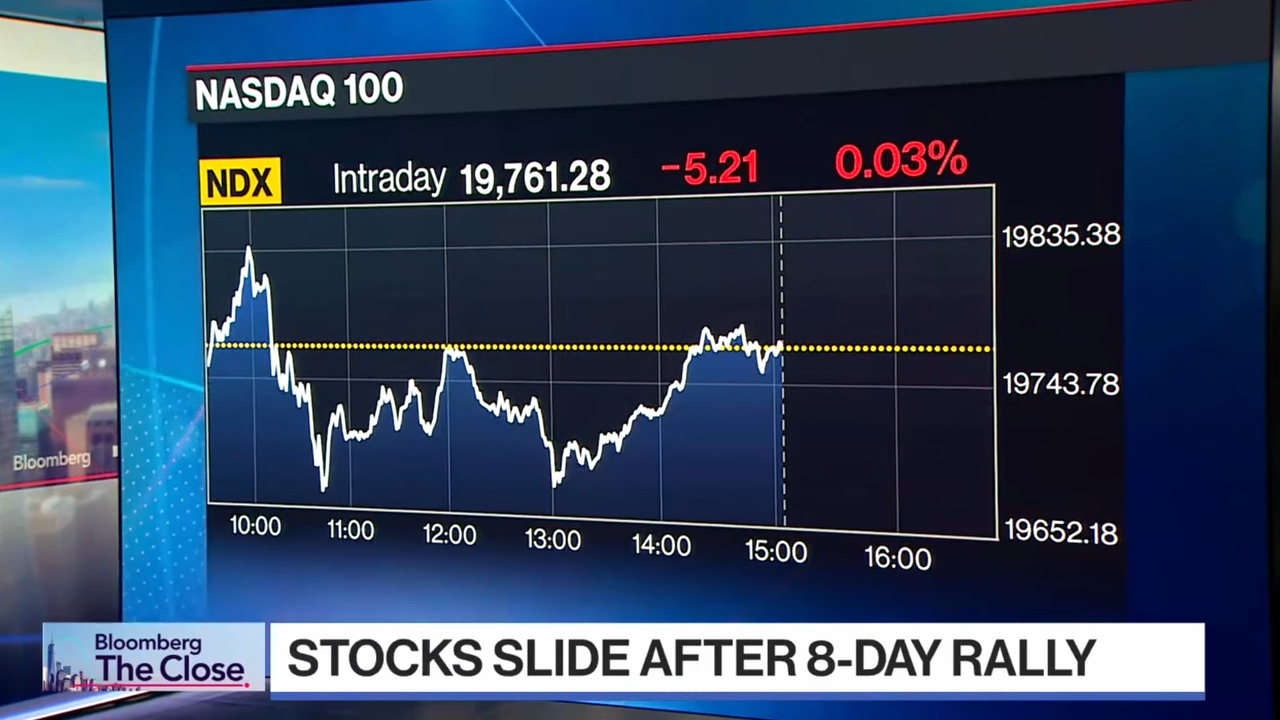 NASDAQ 100
NDX Intraday 19,761.28 −5.21 0.03%
19835.38
19743.78
19652.18
10:00 11:00 12:00 13:00 14:00 15:00 16:00
Bloomberg
Bloomberg
The Close.
STOCKS SLIDE AFTER 8-DAY RALLY